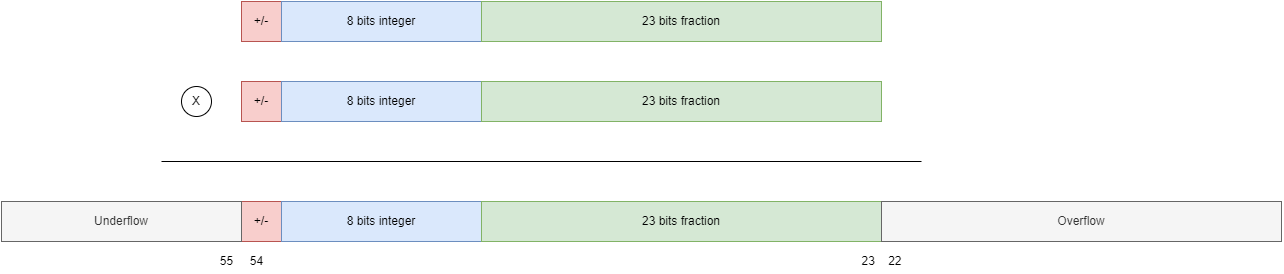 +/- 8 bits integer 23 bits fraction
X +/- 8 bits integer 23 bits fraction
Underflow +/- 8 bits integer 23 bits fraction Overflow
55 54 23 22